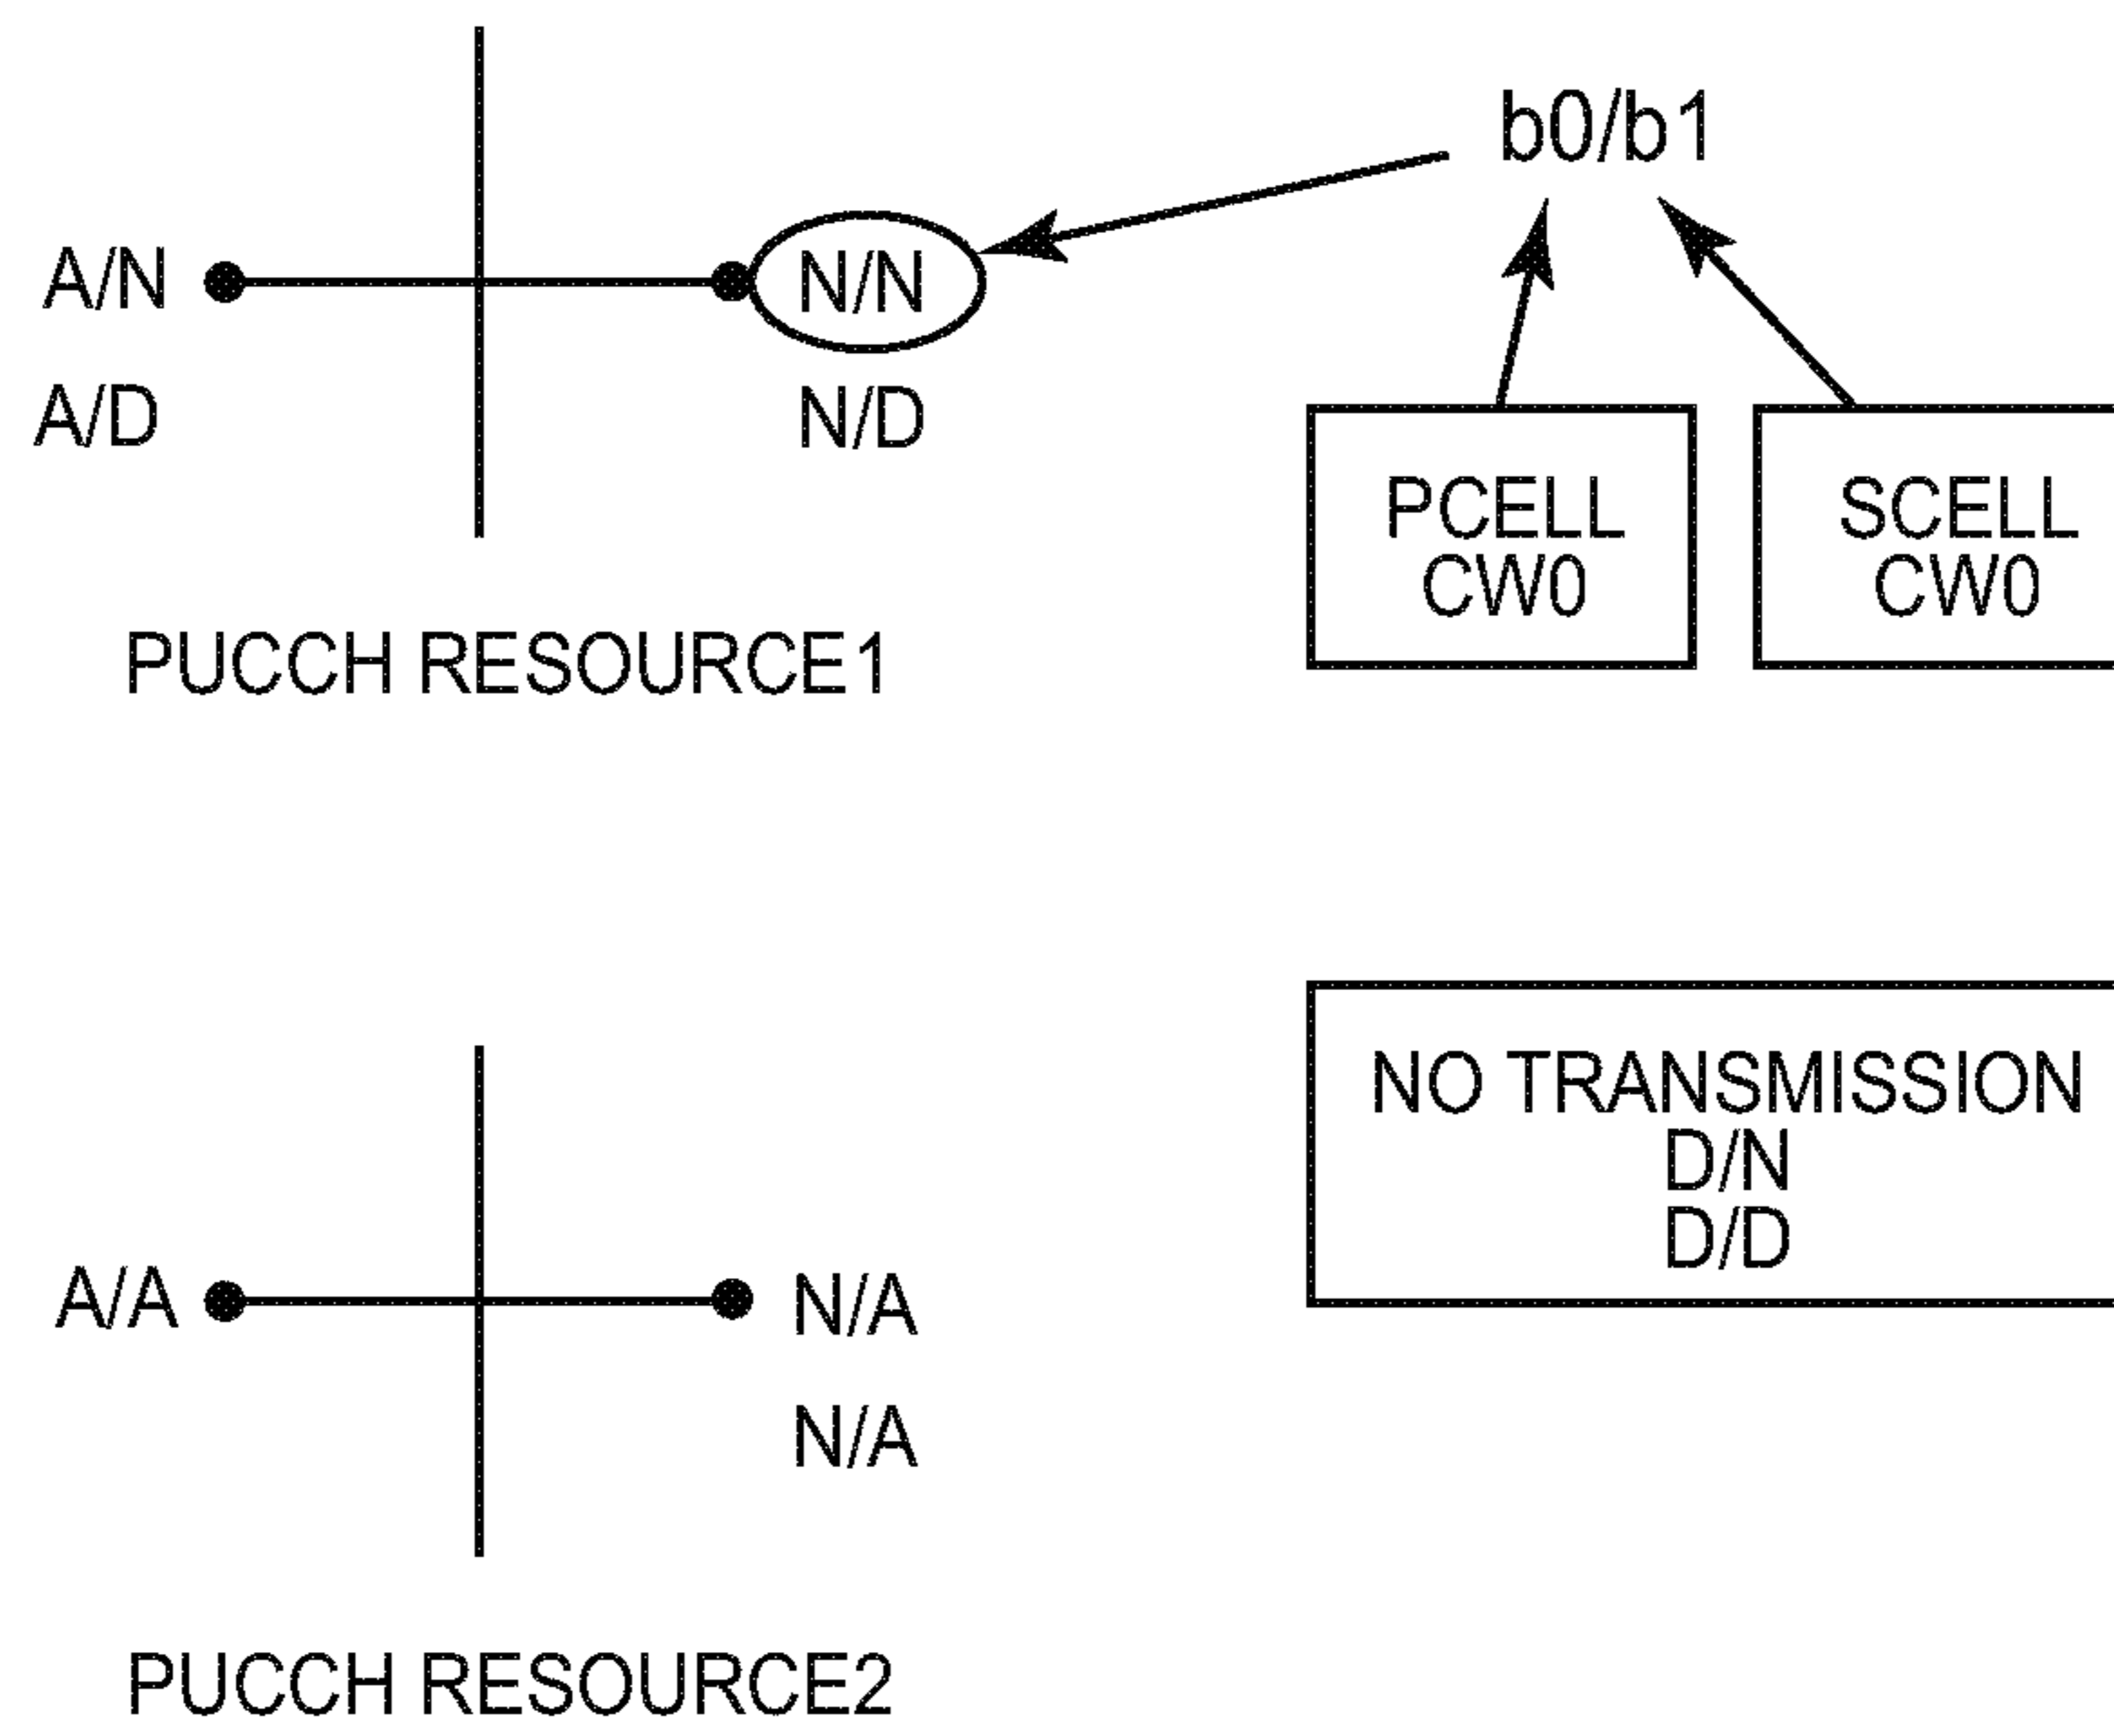 b0/b1
A/N
N/N
A/D
N/D
PCELL
CW0
SCELL
CW0
PUCCH RESOURCE1
NO TRANSMISSION
D/N
D/D
A/A
N/A
N/A
PUCCH RESOURCE2